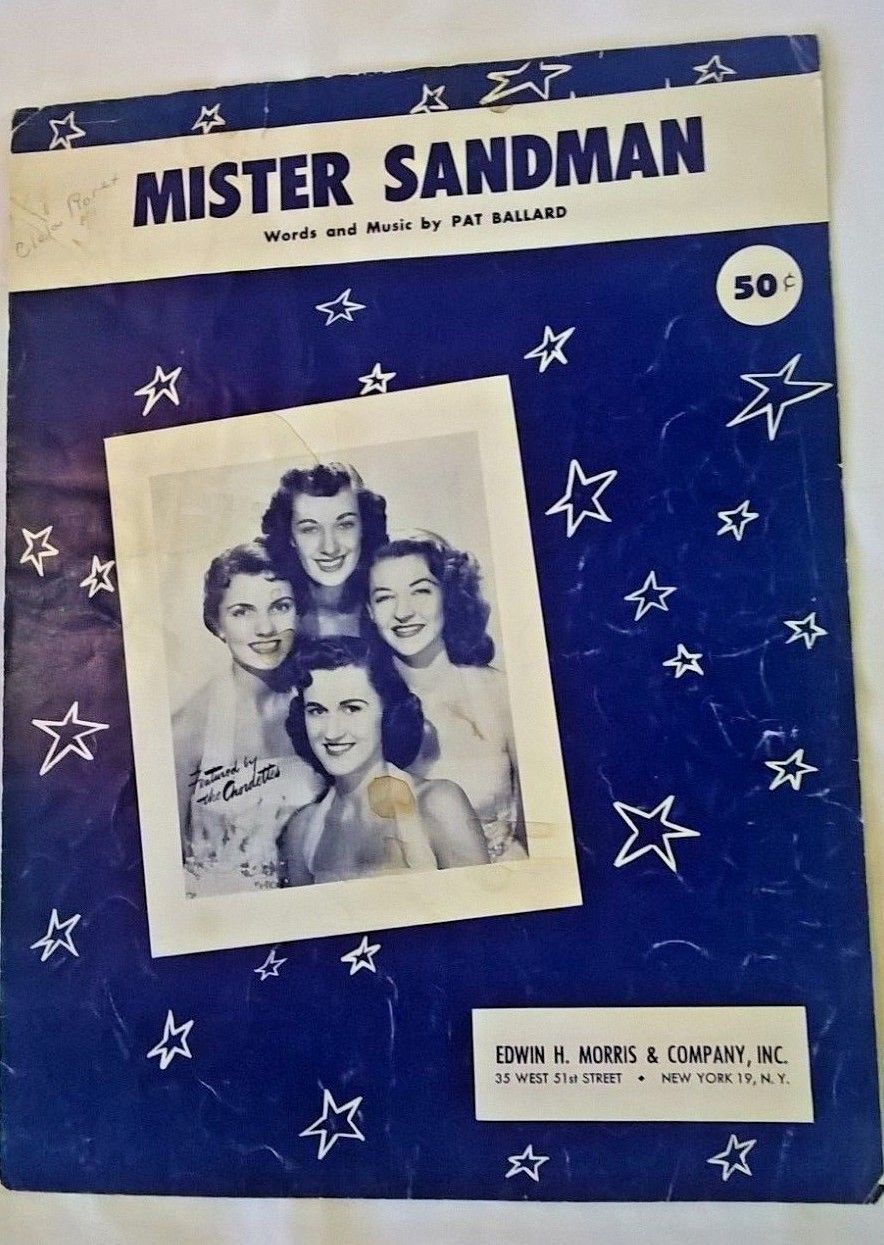 MISTER SANDMAN
Words and Music by PAT BALLARD
50¢
Featured by
the Chordettes
EDWIN H. MORRIS & COMPANY, INC.
35 WEST 51st STREET ♦ NEW YORK 19, N. Y.